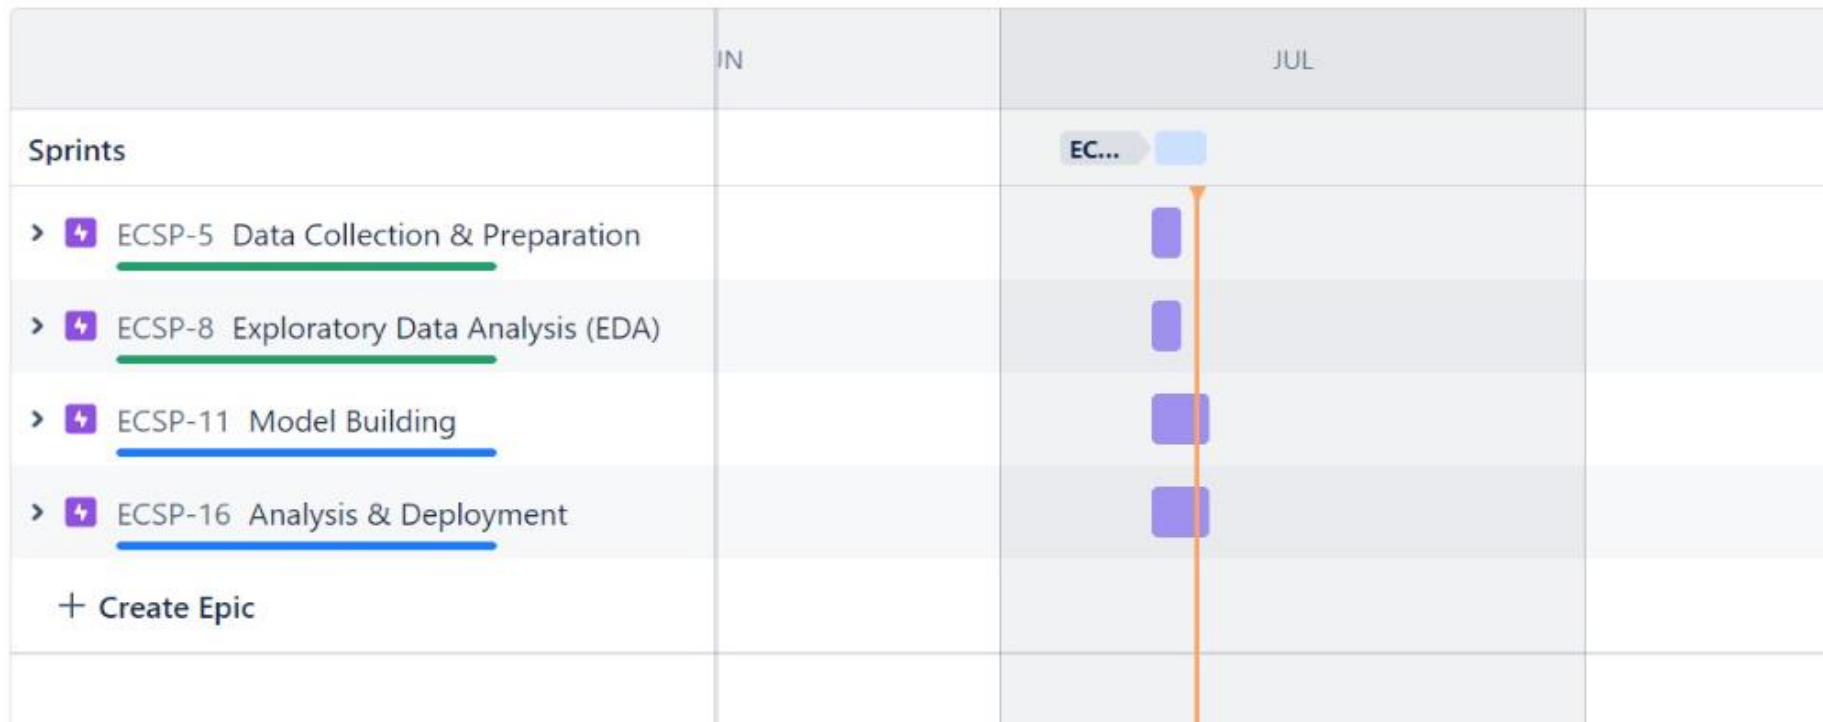 JUL
Sprints
EC...
ECSP-5 Data Collection & Preparation
ECSP-8 Exploratory Data Analysis (EDA)
ECSP-11 Model Building
ECSP-16 Analysis & Deployment
+ Create Epic